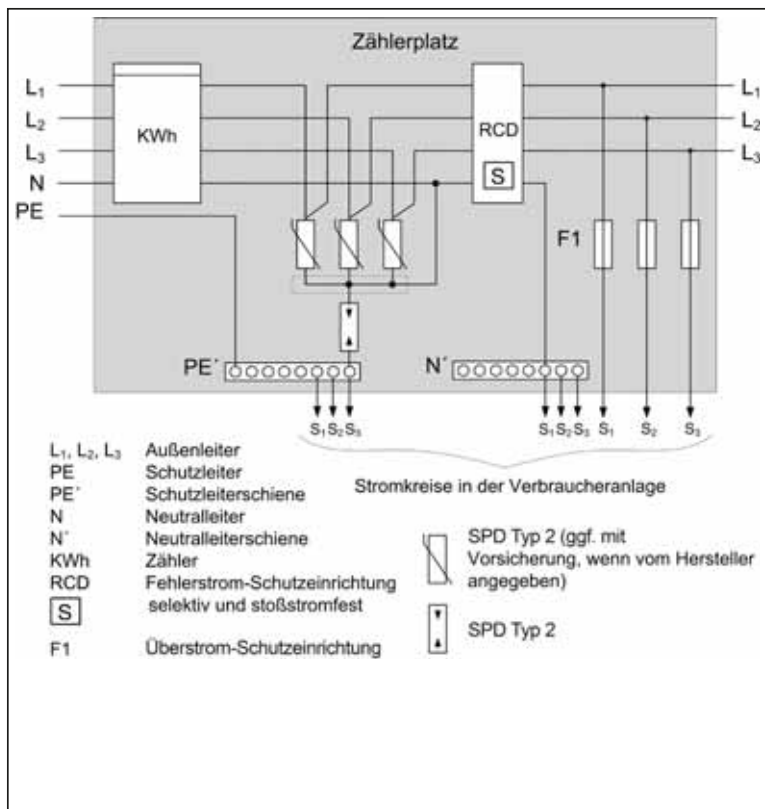 Zählerplatz
L₁
L₂
L₃
N
PE
KWh
RCD
S
L₁
L₂
L₃
F1
PE´
N´
S₁ S₂ S₃
S₁ S₂ S₃ S₁ S₂ S₃
Stromkreise in der Verbraucheranlage
L₁, L₂, L₃ Außenleiter
PE Schutzleiter
PE´ Schutzleiterschiene
N Neutralleiter
N´ Neutralleiterschiene
KWh Zähler
RCD Fehlerstrom-Schutzeinrichtung
S selektiv und stoßstromfest
F1 Überstrom-Schutzeinrichtung
SPD Typ 2 (ggf. mit
Vorsicherung, wenn vom Hersteller
angegeben)
SPD Typ 2